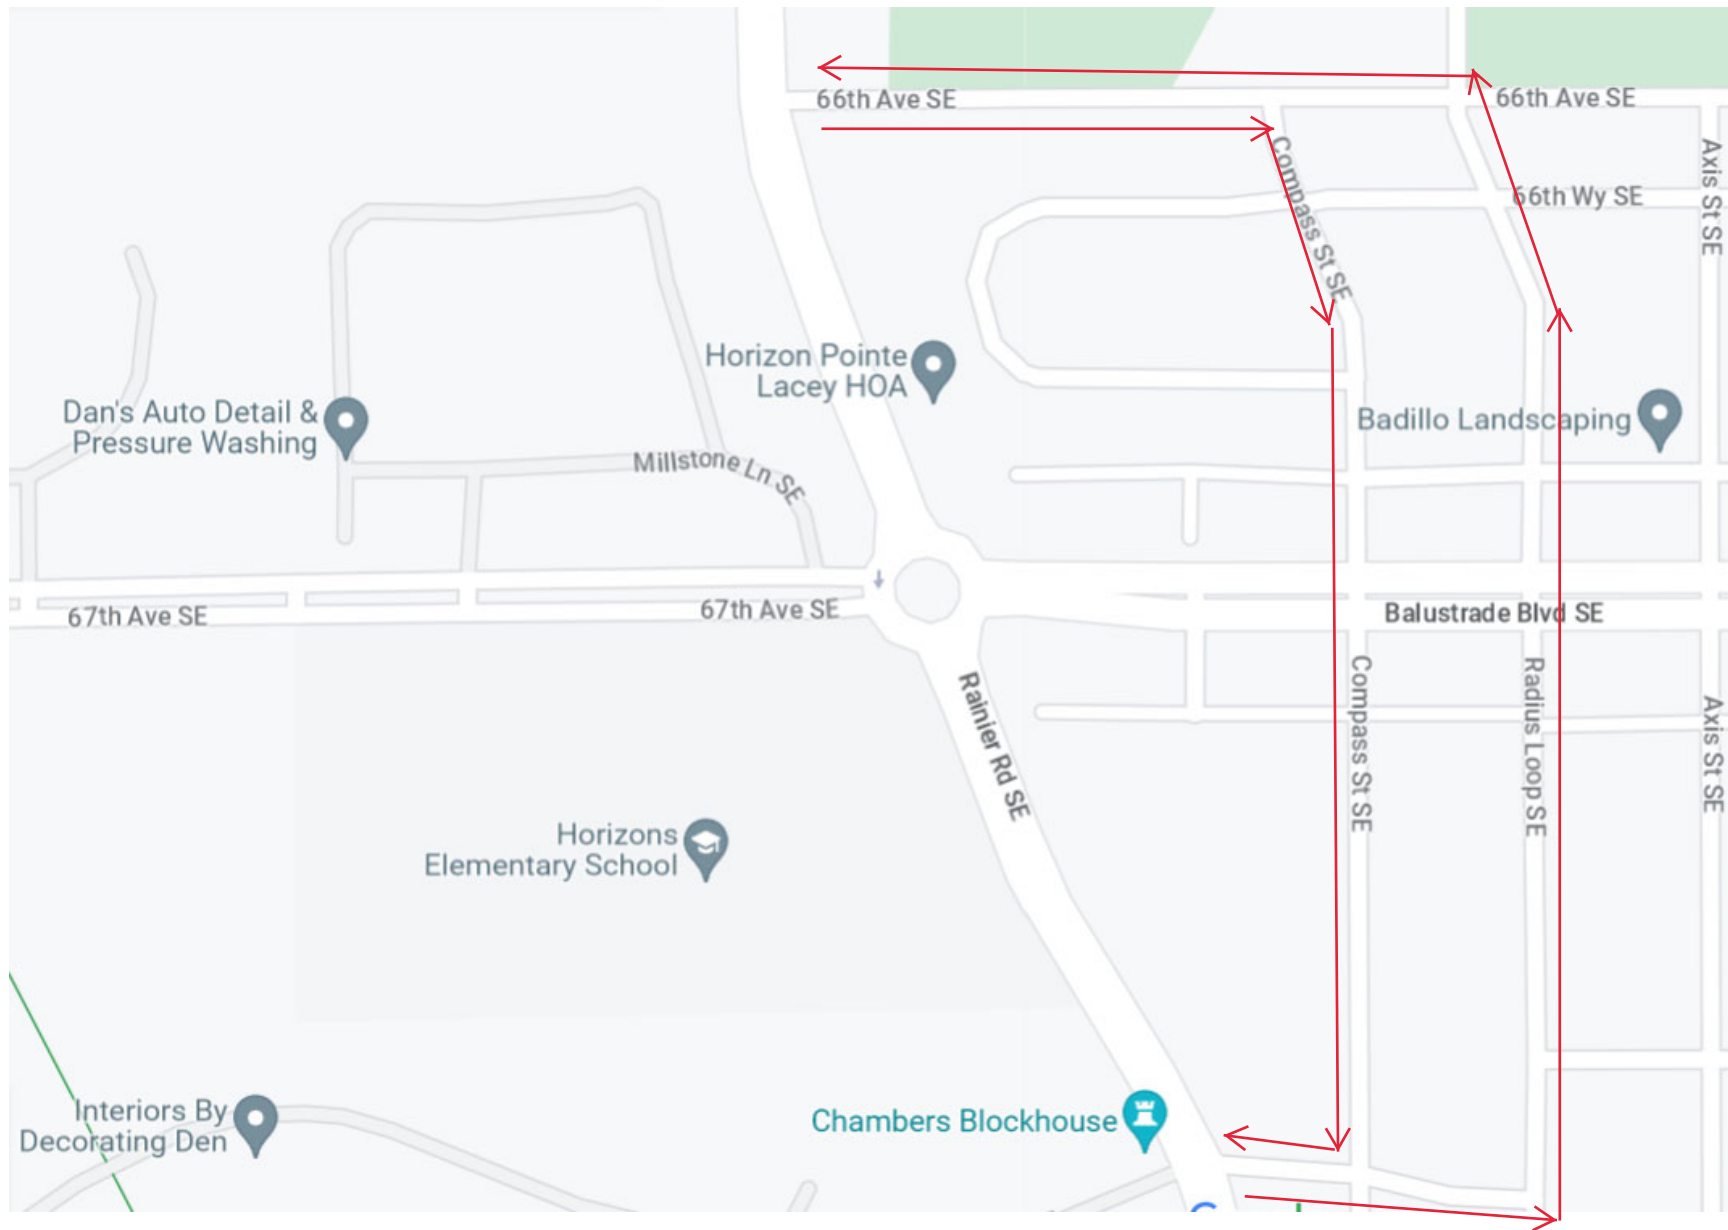 66th Ave SE
66th Ave SE
Compass St SE
66th Wy SE
Axis St SE
Horizon Pointe
Lacey HOA
Dan's Auto Detail &
Pressure Washing
Badillo Landscaping
Millstone Ln SE
67th Ave SE
67th Ave SE
Balustrade Blvd SE
Rainier Rd SE
Compass St SE
Radius Loop SE
Axis St SE
Horizons
Elementary School
Chambers Blockhouse
Interiors By
Decorating Den